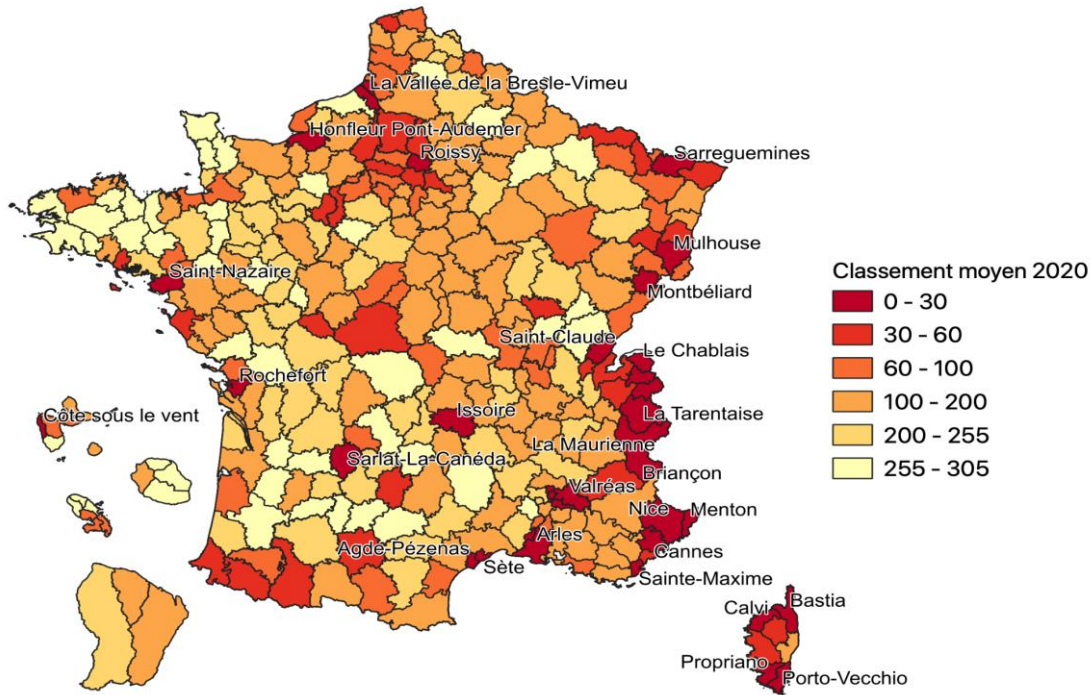 La Vallée de la Bresle-Vimeu
Honfleur Pont-Audemer
Roissy
Sarreguemines
Mulhouse
Saint-Nazaire
Montbéliard
Saint-Claude
Le Chablais
Rochefort
Côte sous le vent
Issoire
La Tarentaise
La Maurienne
Sarlat-La-Canéda
Briançon
Valréas
Nice
Menton
Arles
Agde-Pézenas
Cannes
Sète
Sainte-Maxime
Calvi
Bastia
Propriano
Porto-Vecchio
Classement moyen 2020
0 - 30
30 - 60
60 - 100
100 - 200
200 - 255
255 - 305